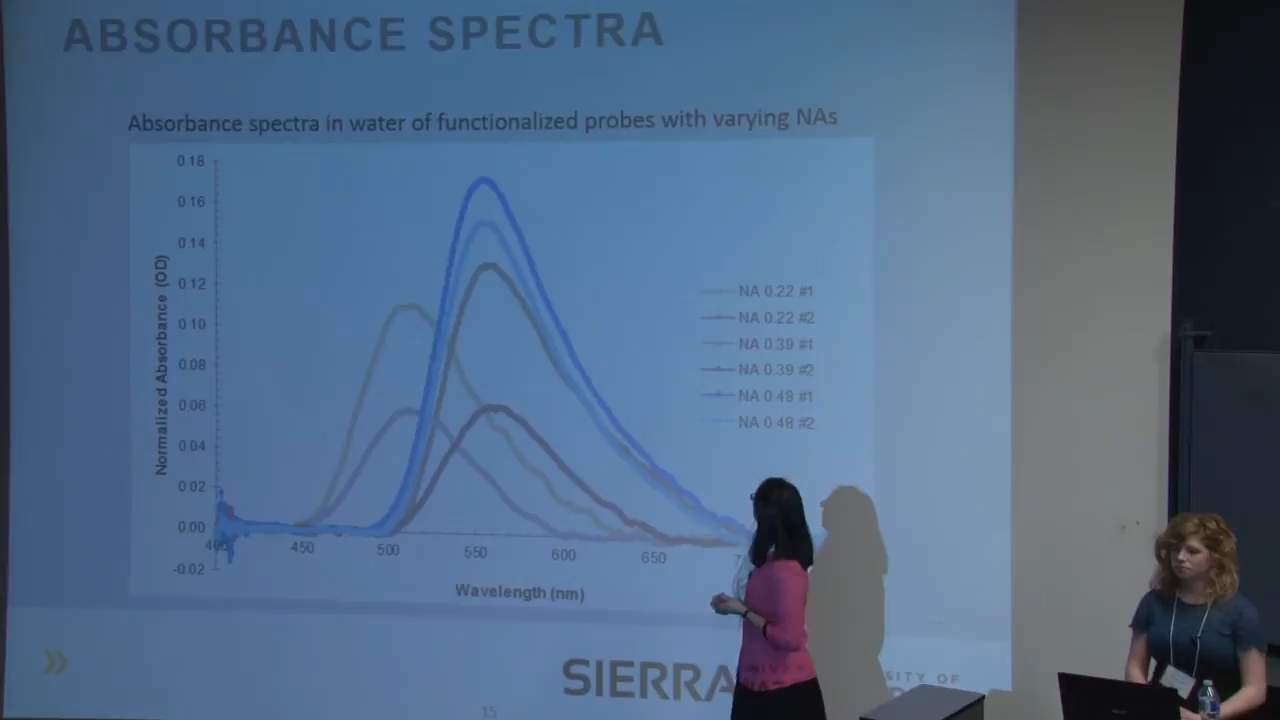 ABSORBANCE SPECTRA
Absorbance spectra in water of functionalized probes with varying NAs
0.18
0.16
0.14
0.12
0.10
0.08
0.06
0.04
0.02
0.00
-0.02
Normalized Absorbance (OD)
NA 0.22 #1
NA 0.22 #2
NA 0.39 #1
NA 0.39 #2
NA 0.48 #1
NA 0.48 #2
450 500 550 600 650
Wavelength (nm)
SIERRA
OF
15